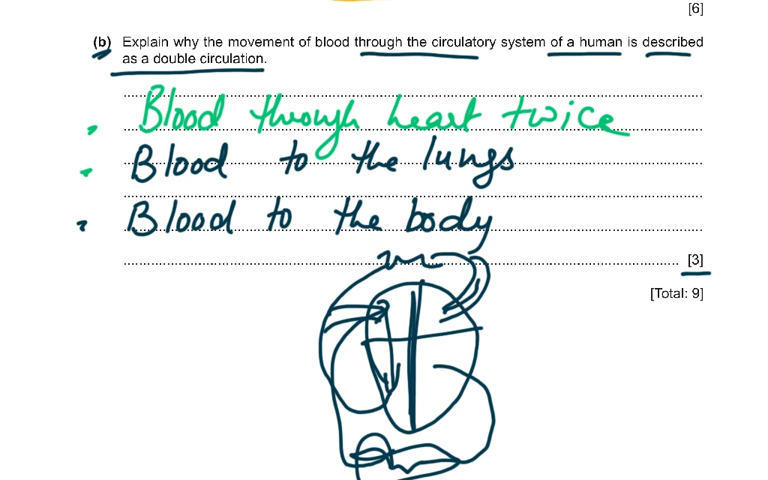 [6]
(b) Explain why the movement of blood through the circulatory system of a human is described
as a double circulation.
Blood through heart twice
Blood to the lungs
Blood to the body
[3]
[Total: 9]